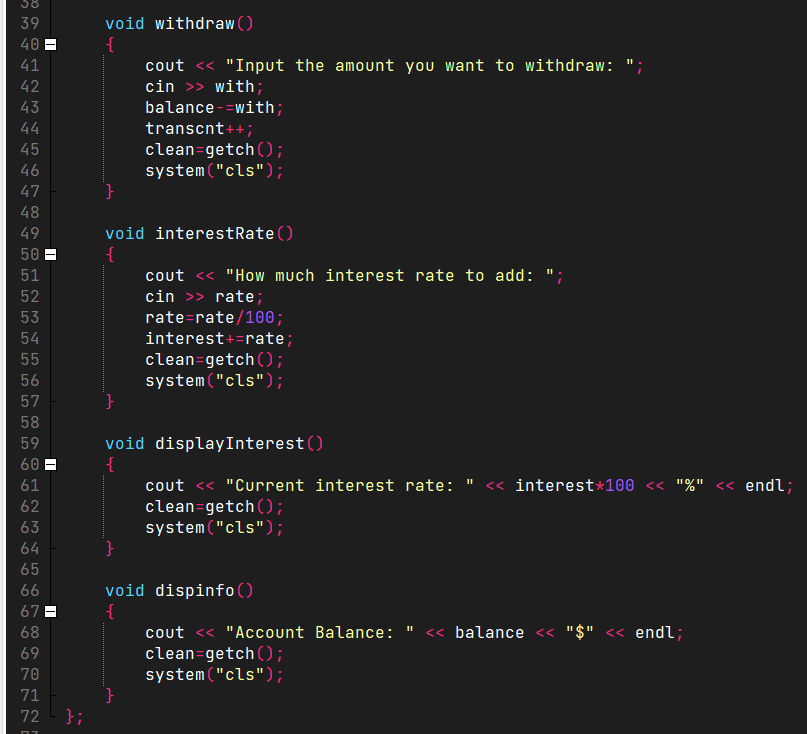 38
39 void withdraw()
40 {
41 cout << "Input the amount you want to withdraw: ";
42 cin >> with;
43 balance-=with;
44 transcnt++;
45 clean=getch();
46 system("cls");
47 }
48
49 void interestRate()
50 {
51 cout << "How much interest rate to add: ";
52 cin >> rate;
53 rate=rate/100;
54 interest+=rate;
55 clean=getch();
56 system("cls");
57 }
58
59 void displayInterest()
60 {
61 cout << "Current interest rate: " << interest*100 << "%" << endl;
62 clean=getch();
63 system("cls");
64 }
65
66 void dispinfo()
67 {
68 cout << "Account Balance: " << balance << "$" << endl;
69 clean=getch();
70 system("cls");
71 }
72 };